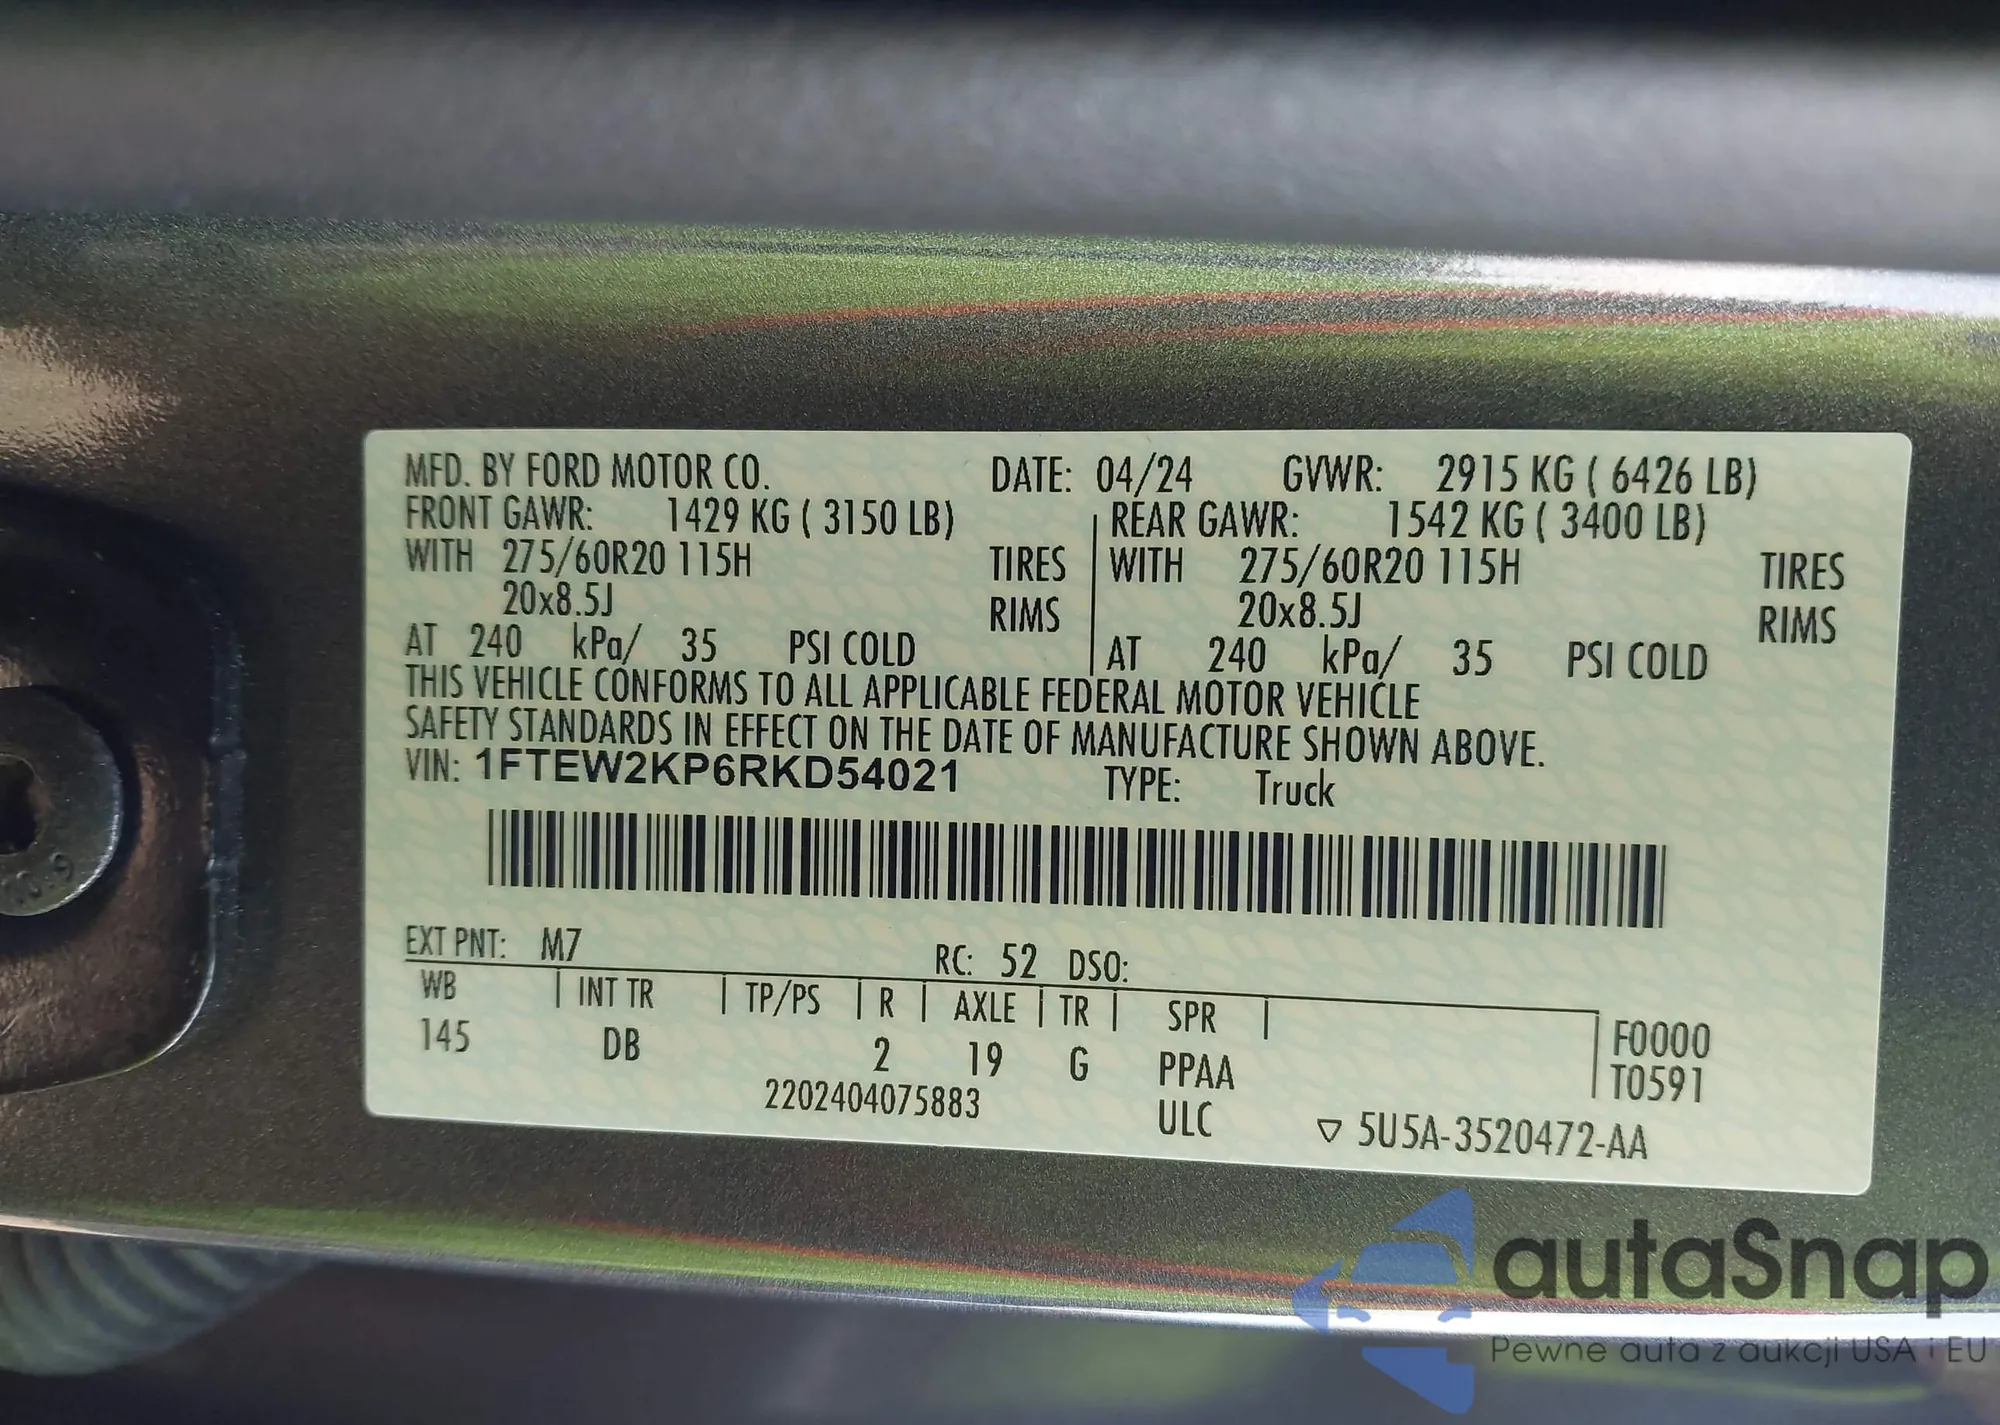 MFD. BY FORD MOTOR CO. DATE: 04/24 GVWR: 2915 KG ( 6426 LB)
FRONT GAWR: 1429 KG ( 3150 LB) REAR GAWR: 1542 KG ( 3400 LB)
WITH 275/60R20 115H TIRES WITH 275/60R20 115H TIRES
20x8.5J RIMS 20x8.5J RIMS
AT 240 kPa/ 35 PSI COLD AT 240 kPa/ 35 PSI COLD
THIS VEHICLE CONFORMS TO ALL APPLICABLE FEDERAL MOTOR VEHICLE
SAFETY STANDARDS IN EFFECT ON THE DATE OF MANUFACTURE SHOWN ABOVE.
VIN: 1FTEW2KP6RKD54021 TYPE: Truck
EXT PNT: M7 RC: 52 DSO:
WB INT TR TP/PS R AXLE TR SPR F0000
145 DB 2 19 G PPAA T0591
2202404075883 ULC ▽ 5U5A-3520472-AA
autaSnap
Pewne auta z aukcji USA i EU